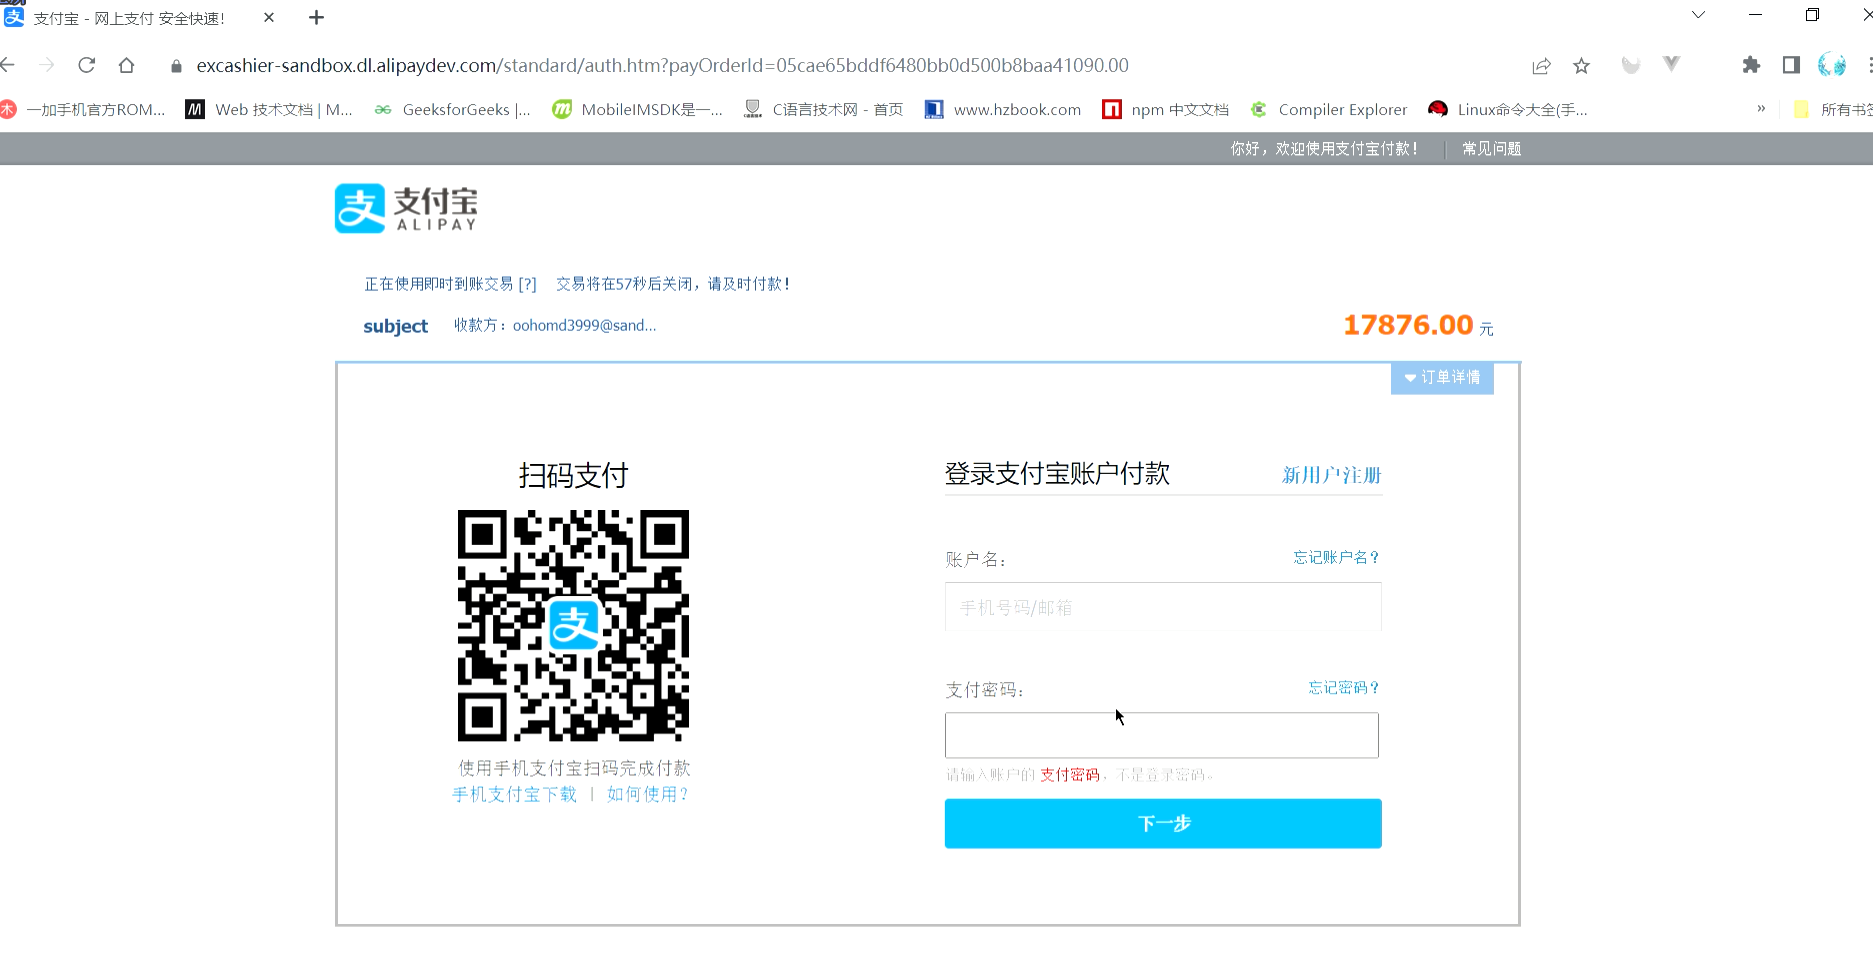 支付宝 - 网上支付 安全快速!
excashier-sandbox.dl.alipaydev.com/standard/auth.htm?payOrderId=05cae65bddf6480bb0d500b8baa41090.00
一加手机官方ROM... Web 技术文档 | M... GeeksforGeeks |... MobileIMSDK是一... C语言技术网 - 首页 www.hzbook.com npm 中文文档 Compiler Explorer Linux命令大全(手... » 所有书签
你好，欢迎使用支付宝付款！ 常见问题
支付宝
ALIPAY
正在使用即时到账交易 [?] 交易将在57秒后关闭，请及时付款！
subject 收款方：oohomd3999@sand... 17876.00 元
订单详情
扫码支付
使用手机支付宝扫码完成付款
手机支付宝下载 | 如何使用？
登录支付宝账户付款 新用户注册
账户名： 忘记账户名？
手机号码/邮箱
支付密码： 忘记密码？
请输入账户的 支付密码，不是登录密码。
下一步